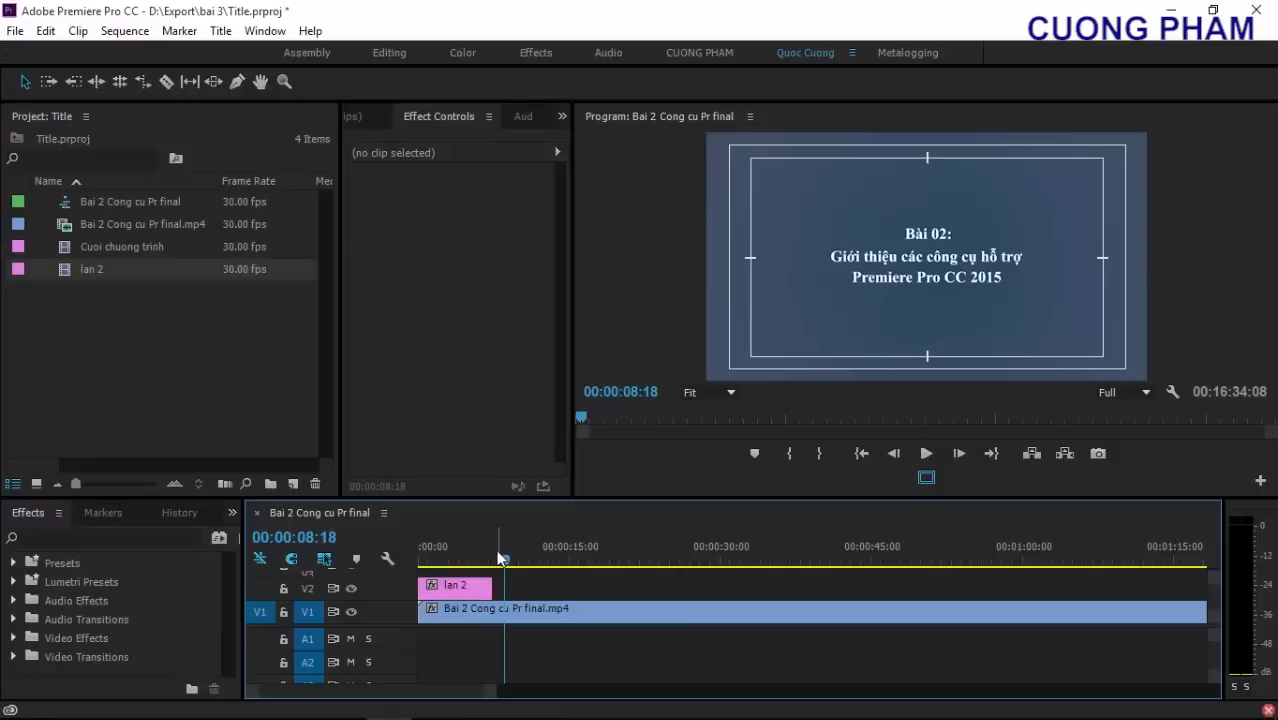 Adobe Premiere Pro CC - D:\Export\bai 3\Title.prproj *
File Edit Clip Sequence Marker Title Window Help
CUONG PHAM
Assembly Editing Color Effects Audio CUONG PHAM Quoc Cuong Metalogging
Project: Title
Title.prproj
4 Items
Name Frame Rate
Bai 2 Cong cu Pr final 30.00 fps
Bai 2 Cong cu Pr final.mp4 30.00 fps
Cuoi chuong trinh 30.00 fps
lan 2 30.00 fps
Effect Controls
(no clip selected)
00:00:08:18
Program: Bai 2 Cong cu Pr final
Bài 02:
Giới thiệu các công cụ hỗ trợ
Premiere Pro CC 2015
00:00:08:18 Fit Full 00:16:34:08
Effects Markers History
Presets
Lumetri Presets
Audio Effects
Audio Transitions
Video Effects
Video Transitions
Bai 2 Cong cu Pr final
00:00:08:18
:00:00 00:00:15:00 00:00:30:00 00:00:45:00 00:01:00:00 00:01:15:00
V2 lan 2
V1 V1 Bai 2 Cong cu Pr final.mp4
A1 M S
A2 M S
0
-12
-24
-36
-48
dB
S S